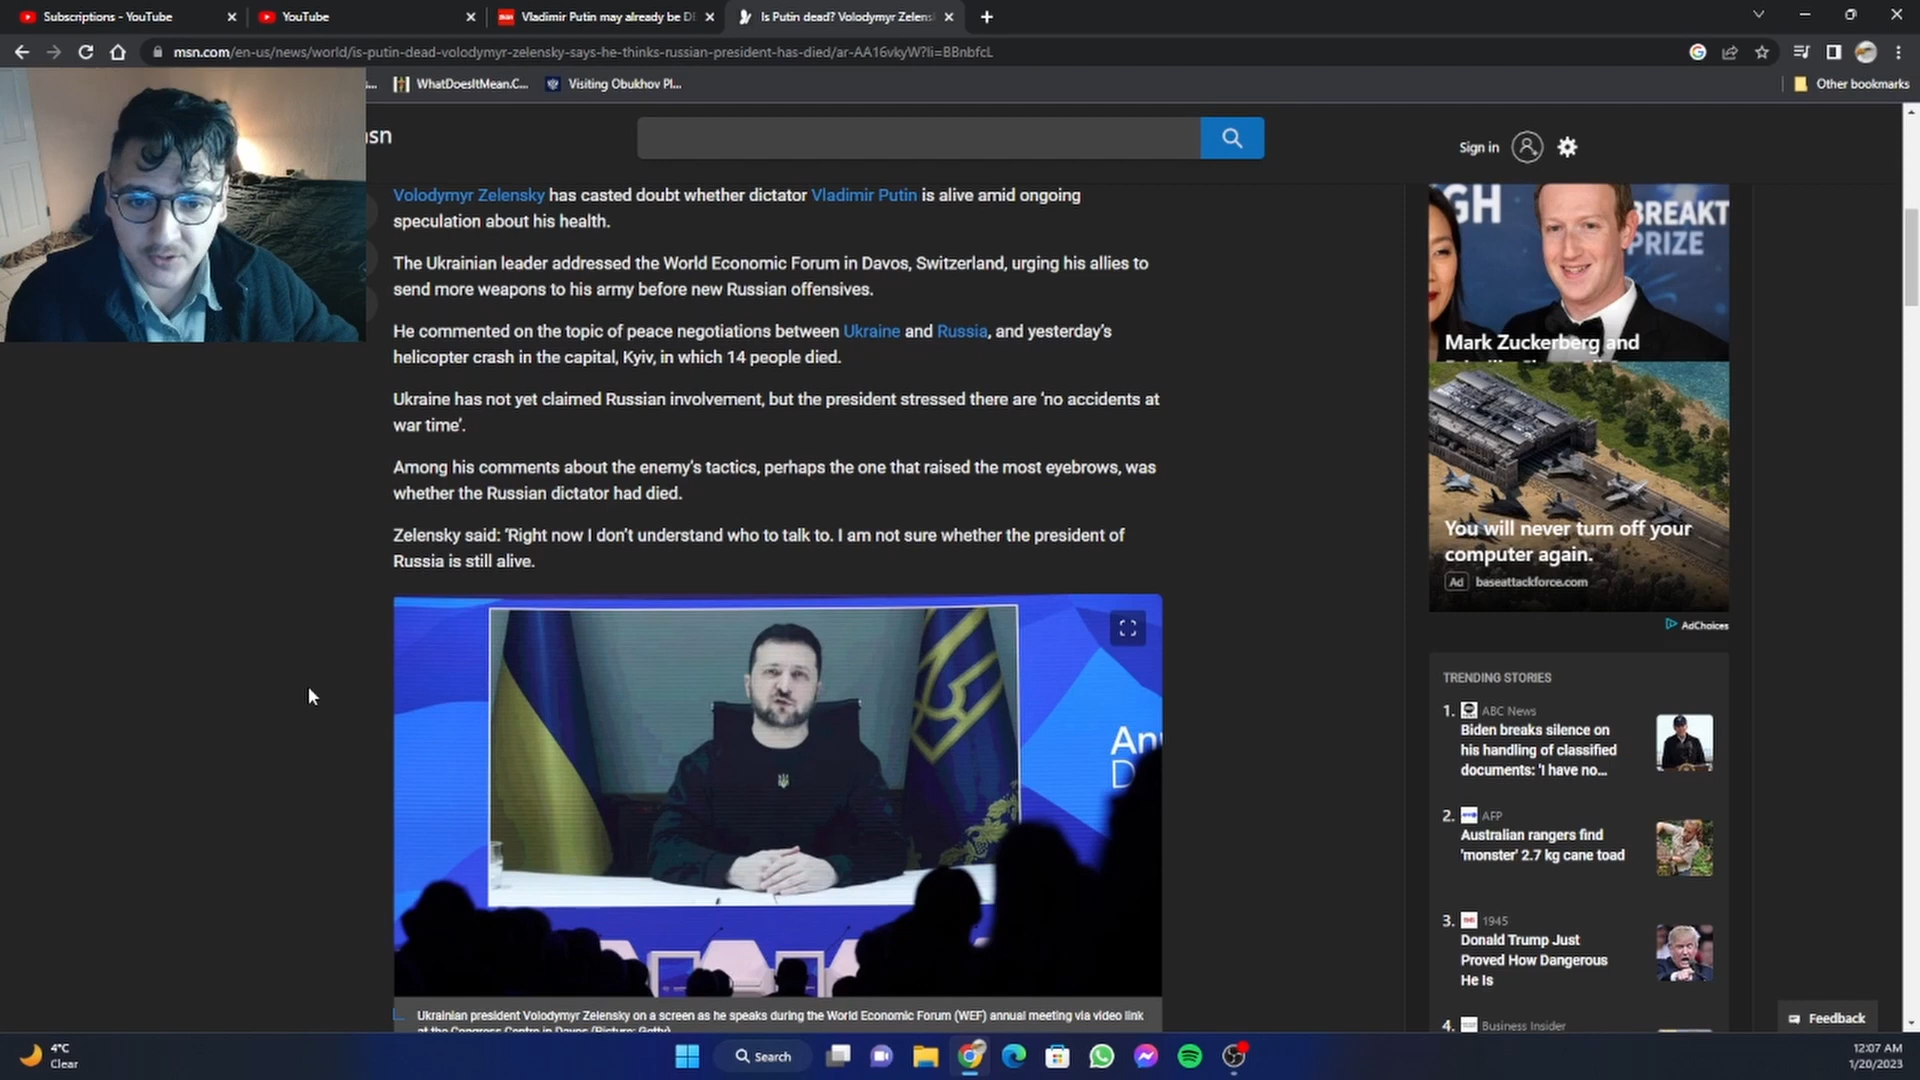 Subscriptions - YouTube
YouTube
Vladimir Putin may already be DE
Is Putin dead? Volodymyr Zelens
msn.com/en-us/news/world/is-putin-dead-volodymyr-zelensky-says-he-thinks-russian-president-has-died/ar-AA16vkyW?li=BBnbfcL
WhatDoesItMean.C...
Visiting Obukhov Pl...
Other bookmarks
msn
Sign in
Volodymyr Zelensky has casted doubt whether dictator Vladimir Putin is alive amid ongoing
speculation about his health.
The Ukrainian leader addressed the World Economic Forum in Davos, Switzerland, urging his allies to
send more weapons to his army before new Russian offensives.
He commented on the topic of peace negotiations between Ukraine and Russia, and yesterday's
helicopter crash in the capital, Kyiv, in which 14 people died.
Ukraine has not yet claimed Russian involvement, but the president stressed there are 'no accidents at
war time'.
Among his comments about the enemy's tactics, perhaps the one that raised the most eyebrows, was
whether the Russian dictator had died.
Zelensky said: 'Right now I don't understand who to talk to. I am not sure whether the president of
Russia is still alive.
Ukrainian president Volodymyr Zelensky on a screen as he speaks during the World Economic Forum (WEF) annual meeting via video link
at the Congress Centre in Davos (Picture: Getty)
GH
BREAKT
PRIZE
Mark Zuckerberg and
You will never turn off your
computer again.
Ad baseattackforce.com
AdChoices
TRENDING STORIES
1. ABC News
Biden breaks silence on
his handling of classified
documents: 'I have no...
2. AFP
Australian rangers find
'monster' 2.7 kg cane toad
3. 1945
Donald Trump Just
Proved How Dangerous
He Is
4. Business Insider
Feedback
4°C
Clear
Search
12:07 AM
1/20/2023